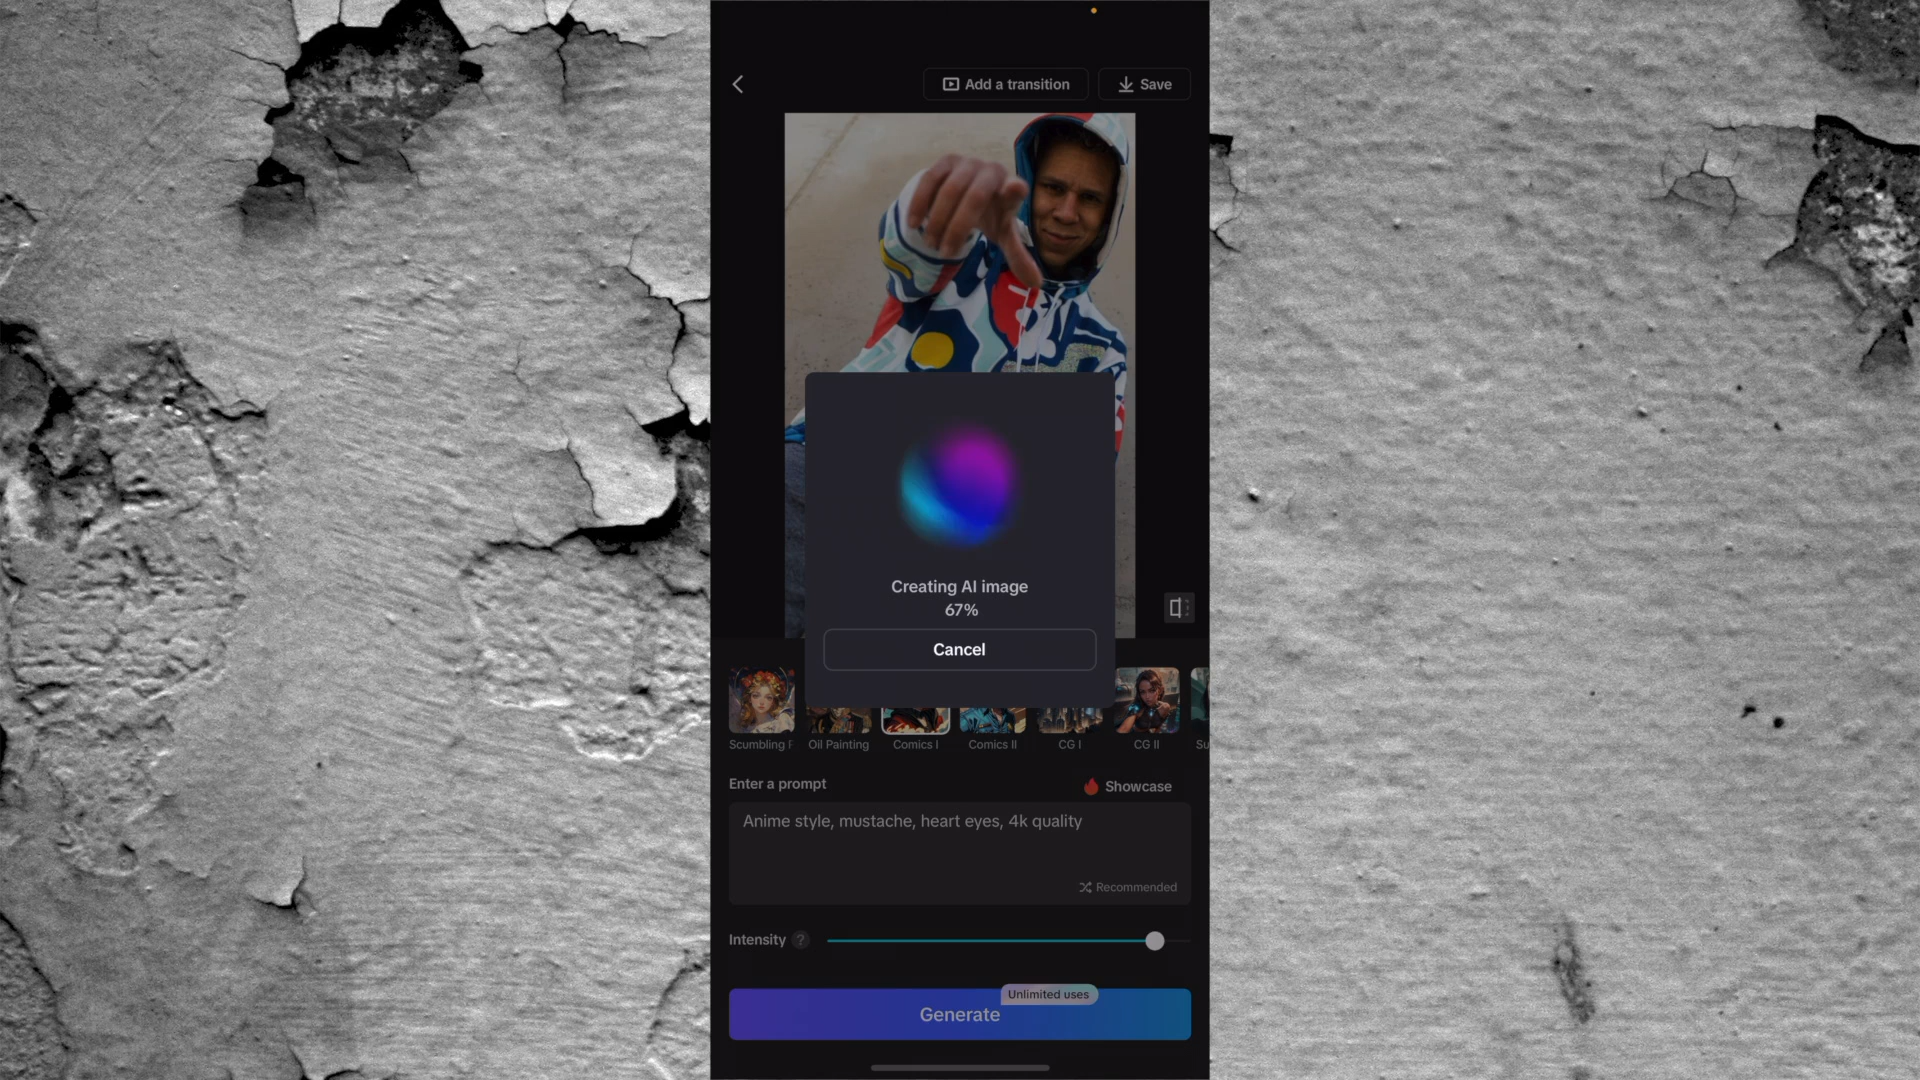 Add a transition
Save
Creating AI image
67%
Cancel
Scumbling
Oil Painting
Comics I
Comics II
CG I
CG II
Su
Enter a prompt
Showcase
Anime style, mustache, heart eyes, 4k quality
Recommended
Intensity ?
Unlimited uses
Generate